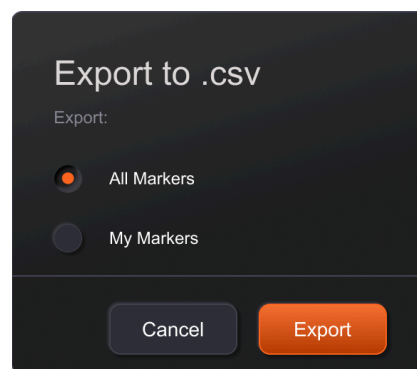 Export to .csv
Export:
All Markers
My Markers
Cancel
Export